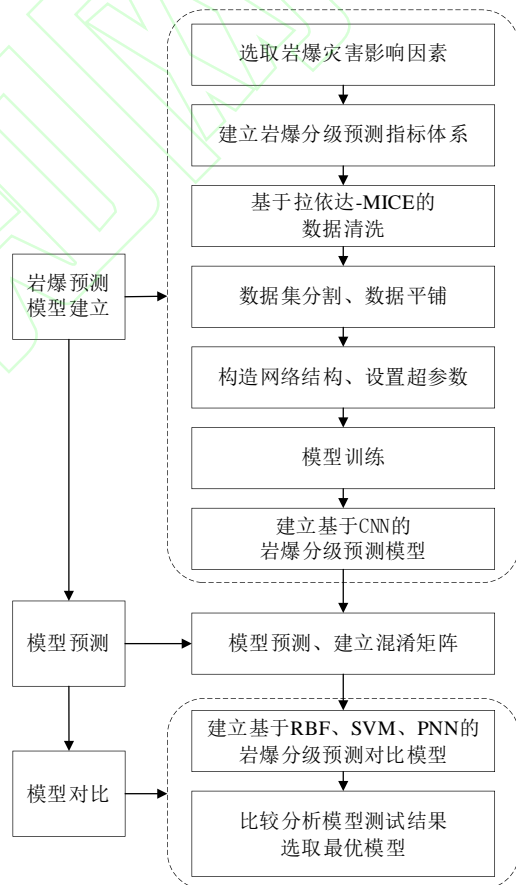 选取岩爆灾害影响因素
建立岩爆分级预测指标体系
基于拉依达-MICE的
数据清洗
岩爆预测
模型建立
数据集分割、数据平铺
构造网络结构、设置超参数
模型训练
建立基于CNN的
岩爆分级预测模型
模型预测
模型预测、建立混淆矩阵
建立基于RBF、SVM、PNN的
岩爆分级预测对比模型
模型对比
比较分析模型测试结果
选取最优模型